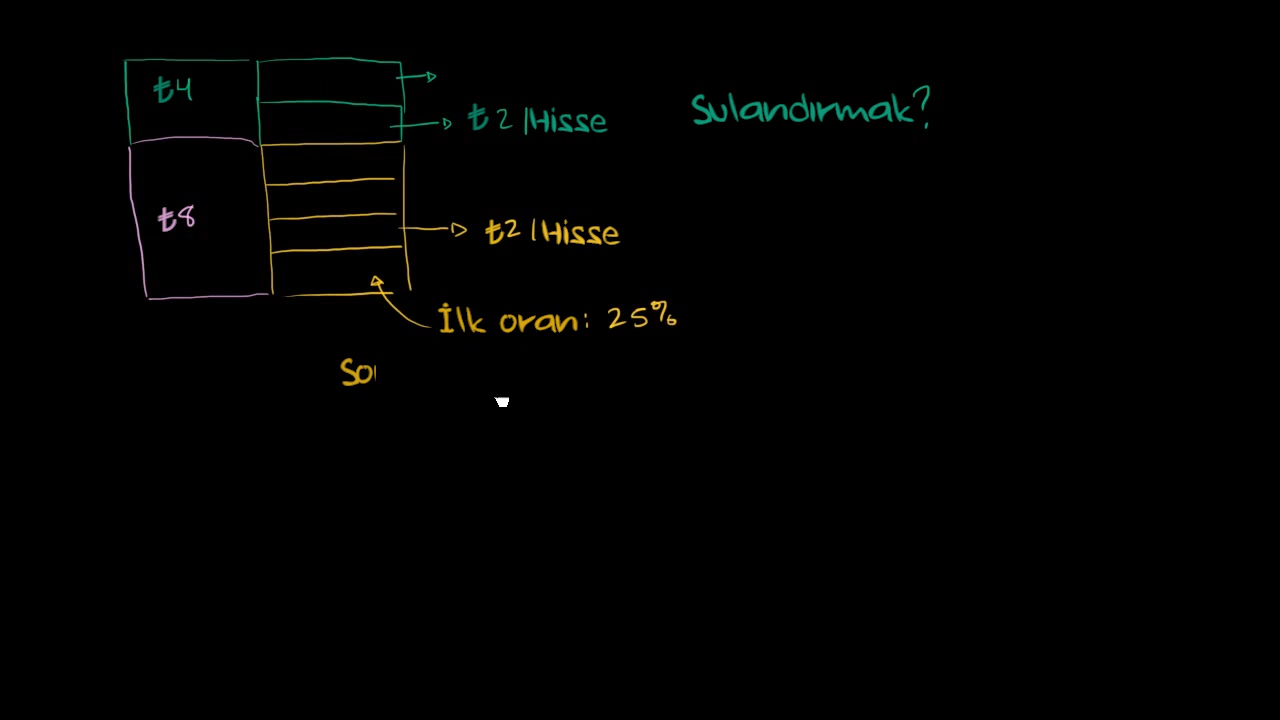 ₺4
₺2/Hisse
Sulandırmak?
₺8
₺2/Hisse
İlk oran: 25%